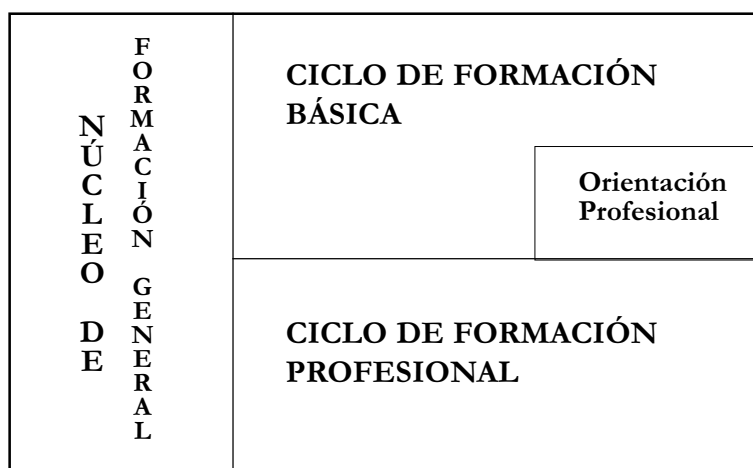 NÚCLEO DE
FORMACIÓN GENERAL
CICLO DE FORMACIÓN
BÁSICA
Orientación
Profesional
CICLO DE FORMACIÓN
PROFESIONAL